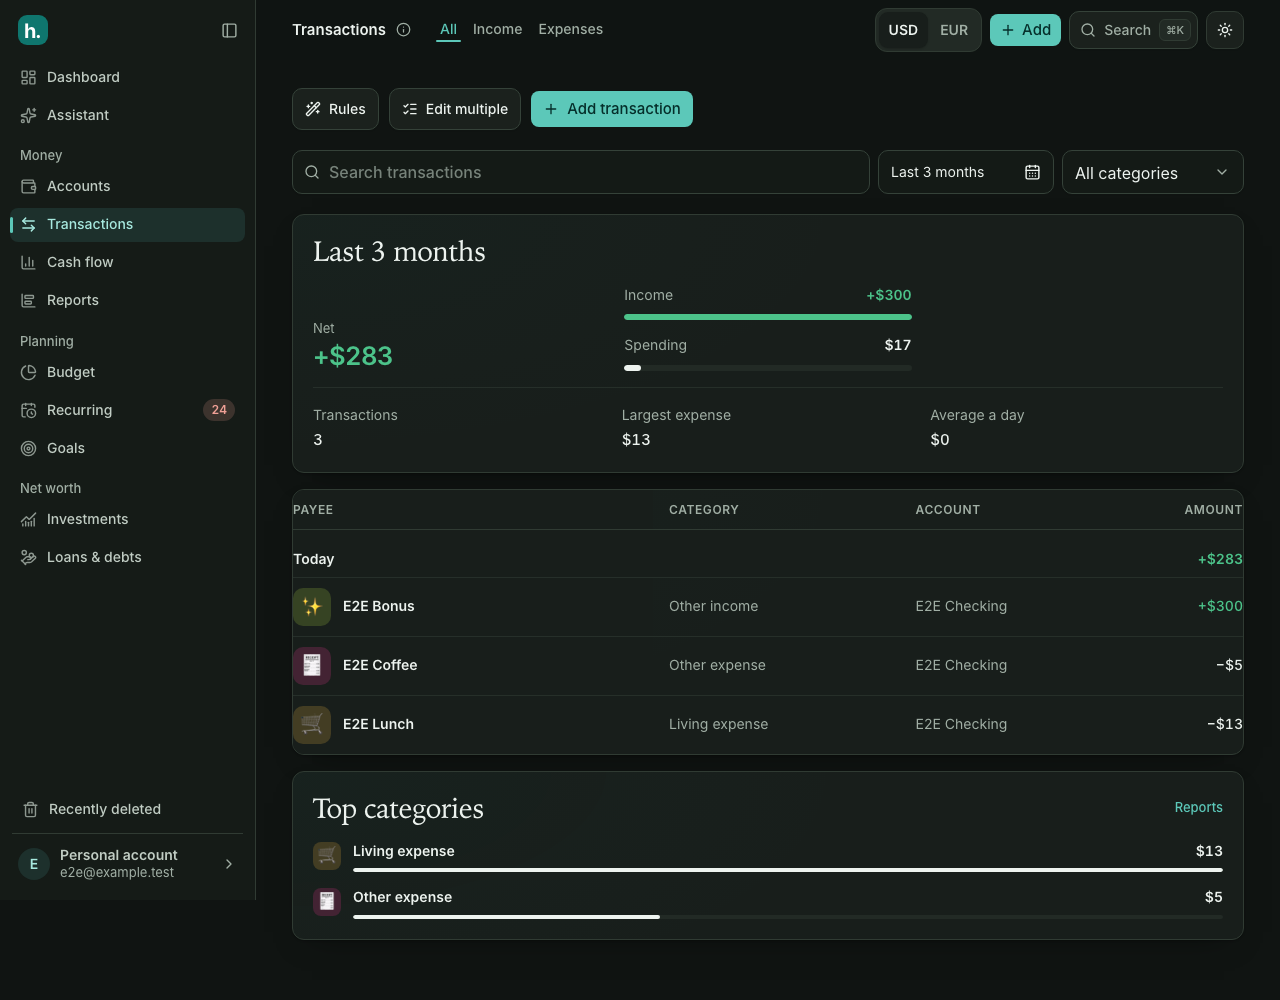 h.
Transactions
All Income Expenses
USD EUR
+ Add
Search ⌘K
Dashboard
Assistant
Money
Accounts
Transactions
Cash flow
Reports
Planning
Budget
Recurring 24
Goals
Net worth
Investments
Loans & debts
Recently deleted
E
Personal account
e2e@example.test
Rules
Edit multiple
+ Add transaction
Search transactions
Last 3 months
All categories
Last 3 months
Net
+$283
Income +$300
Spending $17
Transactions
3
Largest expense
$13
Average a day
$0
PAYEE CATEGORY ACCOUNT AMOUNT
Today +$283
E2E Bonus Other income E2E Checking +$300
E2E Coffee Other expense E2E Checking −$5
E2E Lunch Living expense E2E Checking −$13
Top categories Reports
Living expense $13
Other expense $5